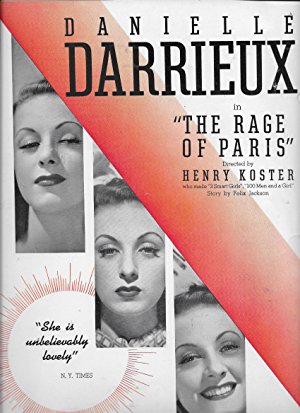 DANIELLE
DARRIEUX
in
"THE RAGE
OF PARIS"
Directed by
HENRY KOSTER
who made "3 Smart Girls", "100 Men and a Girl"
Story by Felix Jackson
"She is
unbelievably
lovely"
N. Y. TIMES